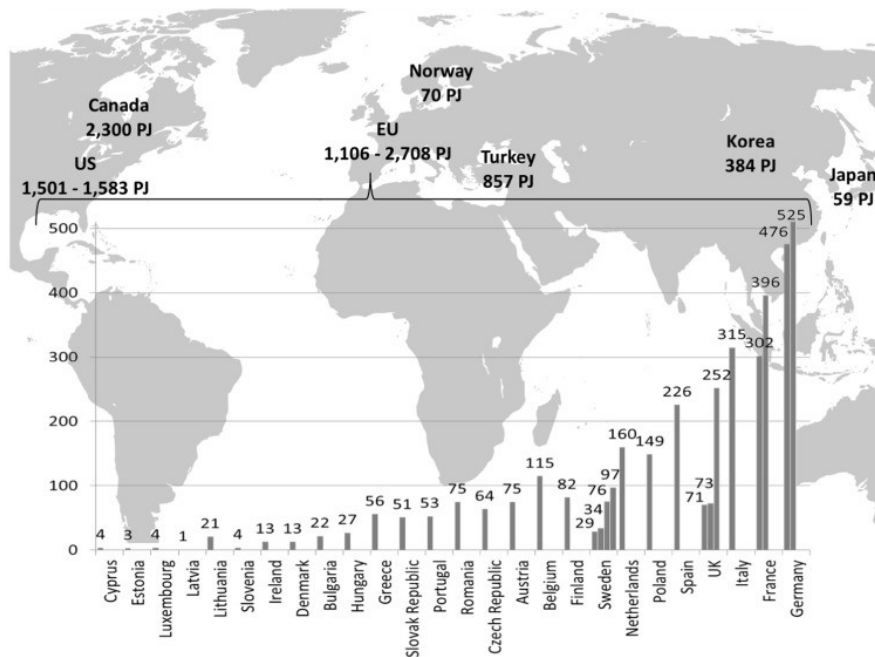 Norway
70 PJ
Canada
2,300 PJ
EU
1,106 - 2,708 PJ
US
1,501 - 1,583 PJ
Turkey
857 PJ
Korea
384 PJ
Japan
59 PJ
500
400
300
200
100
0
4
3
4
1
21
4
13
13
22
27
56
51
53
75
64
75
115
82
29
34
76
97
160
149
226
71
73
252
315
302
396
476
525
Cyprus
Estonia
Luxembourg
Latvia
Lithuania
Slovenia
Ireland
Denmark
Bulgaria
Hungary
Greece
Slovak Republic
Portugal
Romania
Czech Republic
Austria
Belgium
Finland
Sweden
Netherlands
Poland
Spain
UK
Italy
France
Germany